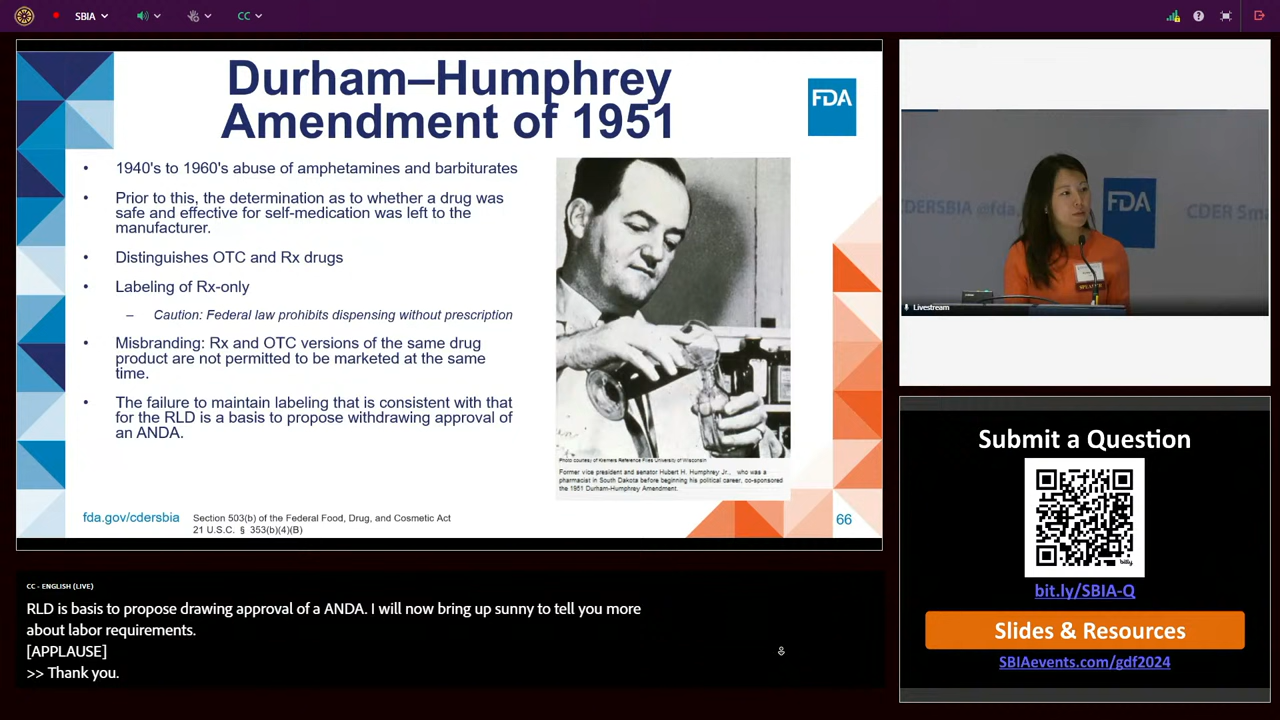 SBIA
CC
Durham–Humphrey
Amendment of 1951
FDA
• 1940's to 1960's abuse of amphetamines and barbiturates
• Prior to this, the determination as to whether a drug was
safe and effective for self-medication was left to the
manufacturer.
• Distinguishes OTC and Rx drugs
• Labeling of Rx-only
– Caution: Federal law prohibits dispensing without prescription
• Misbranding: Rx and OTC versions of the same drug
product are not permitted to be marketed at the same
time.
• The failure to maintain labeling that is consistent with that
for the RLD is a basis to propose withdrawing approval of
an ANDA.
Photo courtesy of Kremers Reference Files University of Wisconsin
Former vice president and senator Hubert H. Humphrey Jr., who was a
pharmacist in South Dakota before beginning his political career, co-sponsored
the 1951 Durham-Humphrey Amendment.
fda.gov/cdersbia
Section 503(b) of the Federal Food, Drug, and Cosmetic Act
21 U.S.C. § 353(b)(4)(B)
66
CDERSBIA @fda.
FDA
CDER Sma
SPEAKER
Livestream
Submit a Question
bitly
bit.ly/SBIA-Q
Slides & Resources
SBIAevents.com/gdf2024
CC - ENGLISH (LIVE)
RLD is basis to propose drawing approval of a ANDA. I will now bring up sunny to tell you more
about labor requirements.
[APPLAUSE]
>> Thank you.